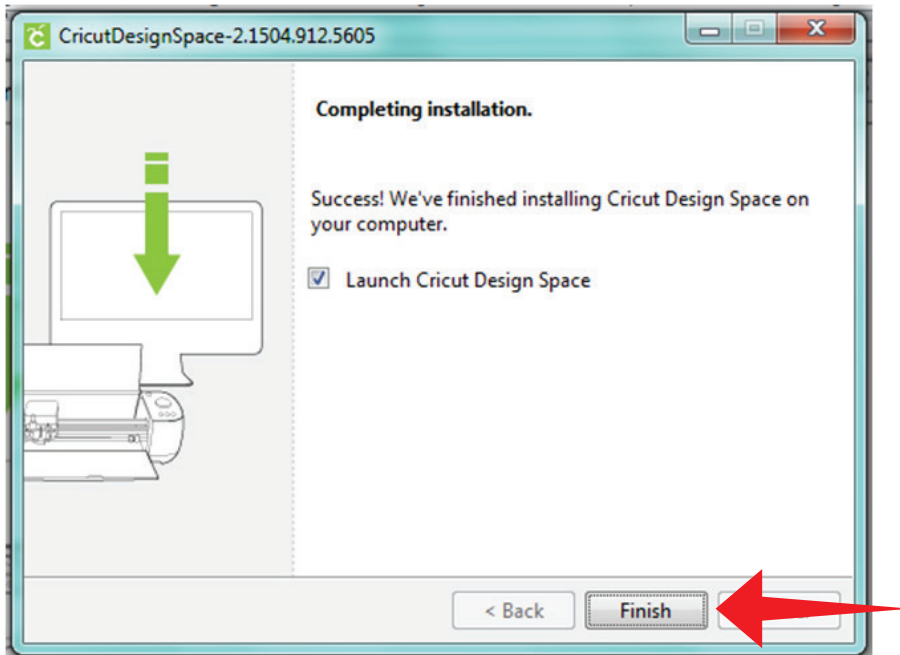 CricutDesignSpace-2.1504.912.5605
Completing installation.
Success! We've finished installing Cricut Design Space on
your computer.
Launch Cricut Design Space
< Back Finish